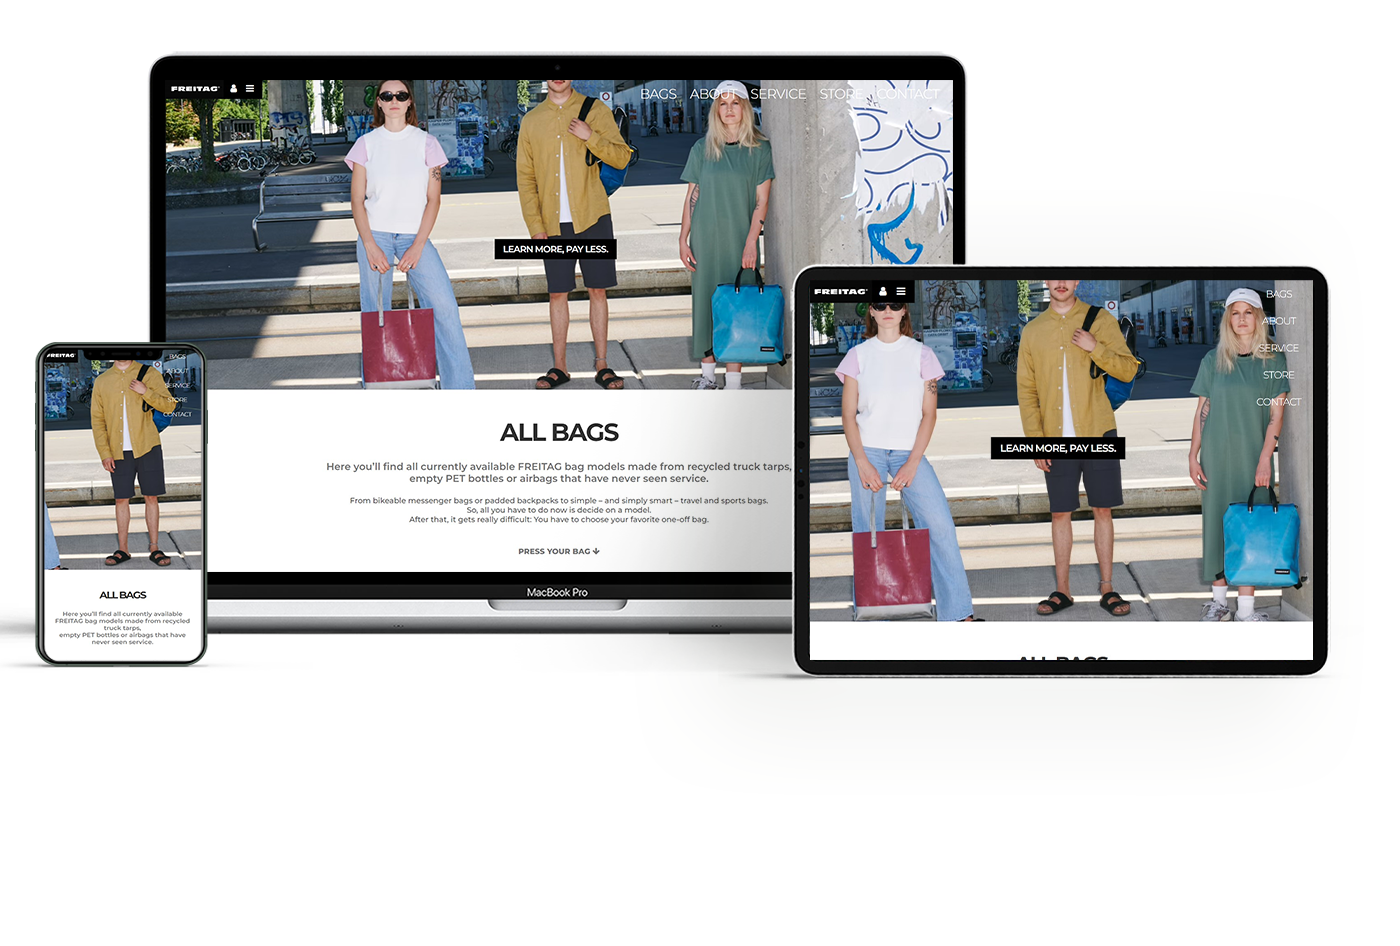 FREITAG
BAGS ABOUT SERVICE STORE CONTACT
LEARN MORE, PAY LESS.
ALL BAGS
Here you'll find all currently available FREITAG bag models made from recycled truck tarps,
empty PET bottles or airbags that have never seen service.
From bikeable messenger bags or padded backpacks to simple – and simply smart – travel and sports bags.
So, all you have to do now is decide on a model.
After that, it gets really difficult: You have to choose your favorite one-off bag.
PRESS YOUR BAG
MacBook Pro
FREITAG
BAGS
ABOUT
SERVICE
STORE
CONTACT
ALL BAGS
Here you'll find all currently available
FREITAG bag models made from recycled
truck tarps,
empty PET bottles or airbags that have
never seen service.
FREITAG
BAGS
ABOUT
SERVICE
STORE
CONTACT
LEARN MORE, PAY LESS.
ALL BAGS